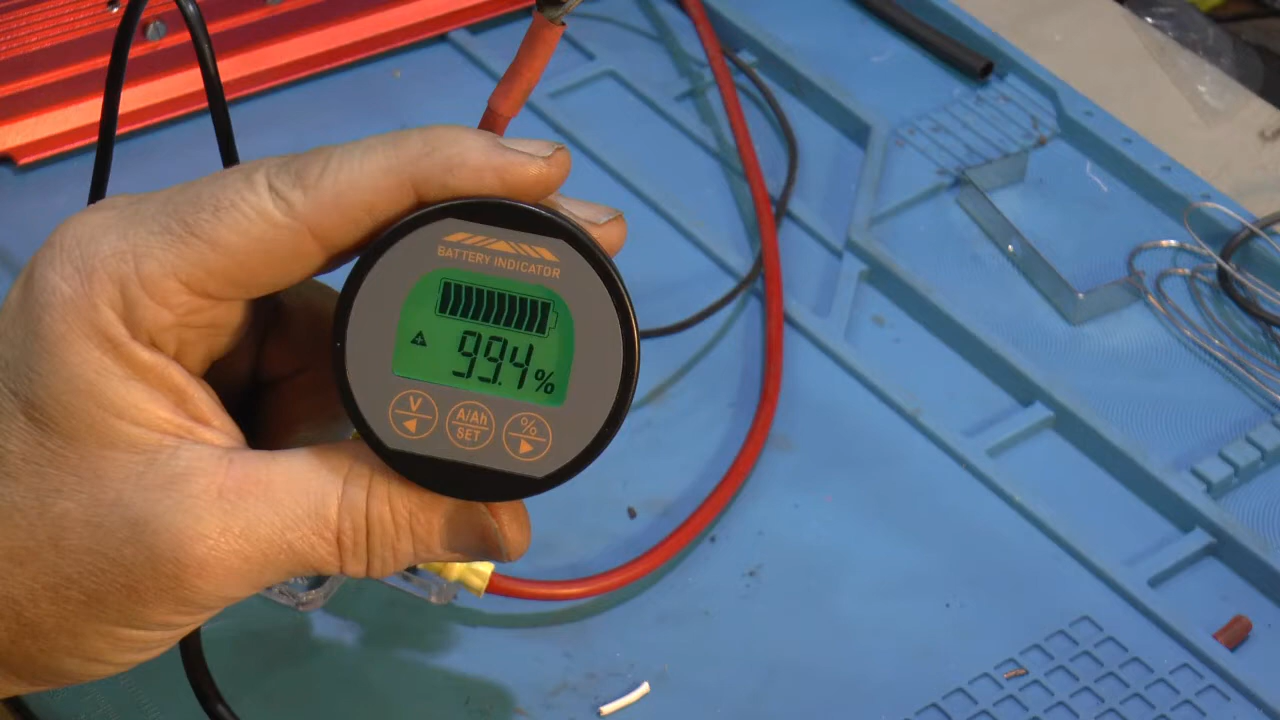 BATTERY INDICATOR
99.4%
V
A/Ah
SET
%